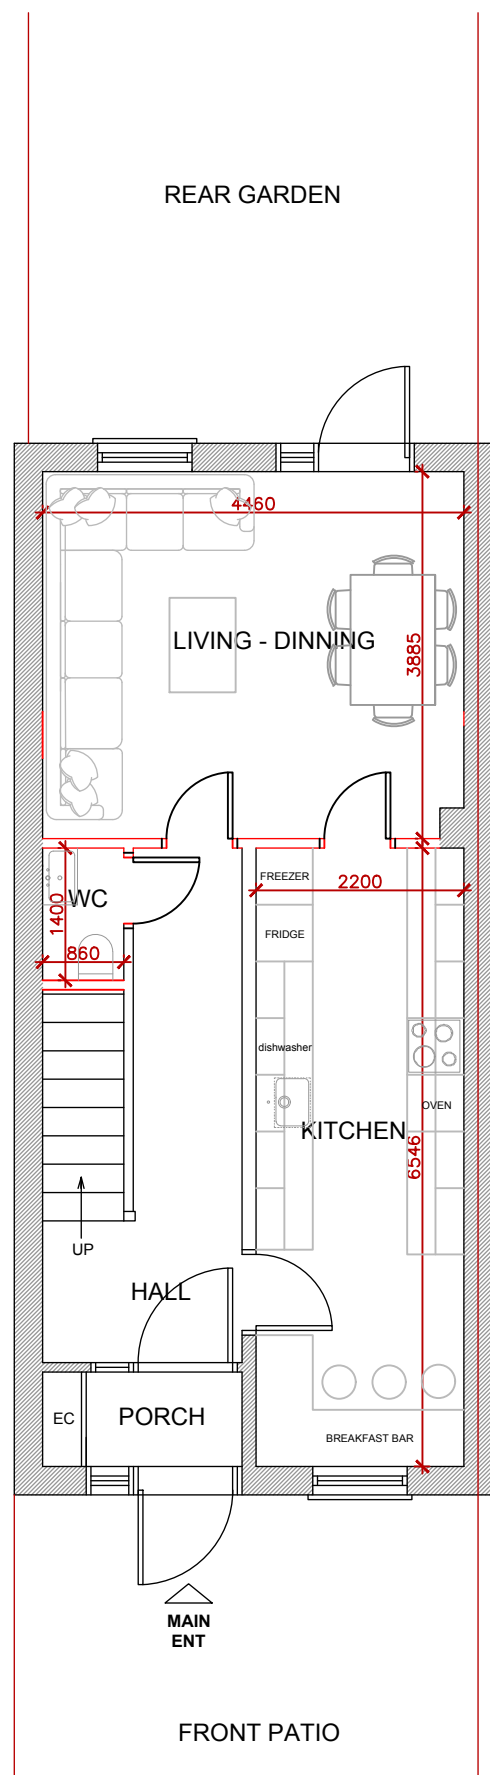 REAR GARDEN
4460
LIVING - DINNING
3885
FREEZER
2200
WC
1400
FRIDGE
860
dishwasher
OVEN
KITCHEN
6546
UP
HALL
EC
PORCH
BREAKFAST BAR
MAIN
ENT
FRONT PATIO